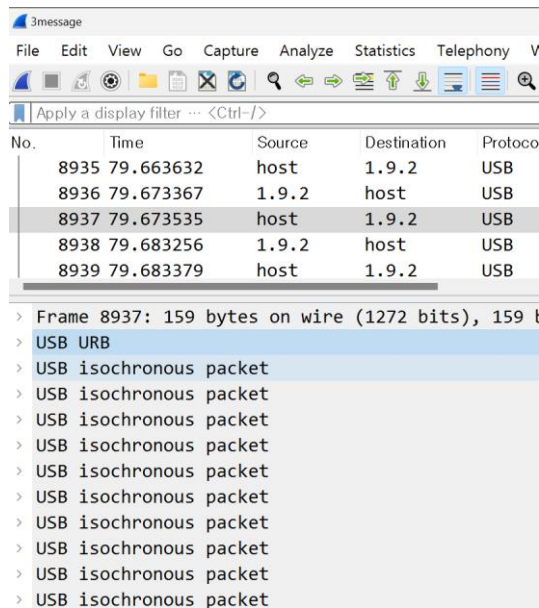 3message
File Edit View Go Capture Analyze Statistics Telephony
Apply a display filter ··· <Ctrl-/>
No. Time Source Destination Protoco
8935 79.663632 host 1.9.2 USB
8936 79.673367 1.9.2 host USB
8937 79.673535 host 1.9.2 USB
8938 79.683256 1.9.2 host USB
8939 79.683379 host 1.9.2 USB
Frame 8937: 159 bytes on wire (1272 bits), 159 b
USB URB
USB isochronous packet
USB isochronous packet
USB isochronous packet
USB isochronous packet
USB isochronous packet
USB isochronous packet
USB isochronous packet
USB isochronous packet
USB isochronous packet
USB isochronous packet